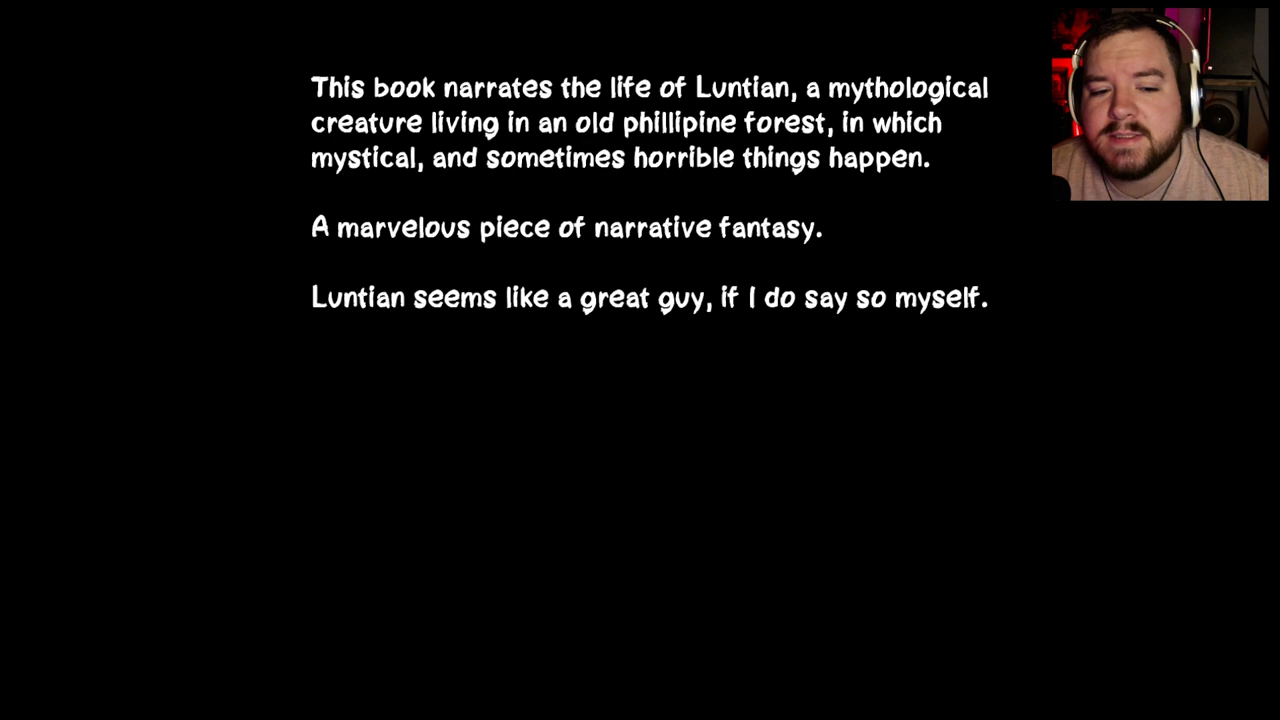 This book narrates the life of Luntian, a mythological
creature living in an old phillipine forest, in which
mystical, and sometimes horrible things happen.
A marvelous piece of narrative fantasy.
Luntian seems like a great guy, if I do say so myself.